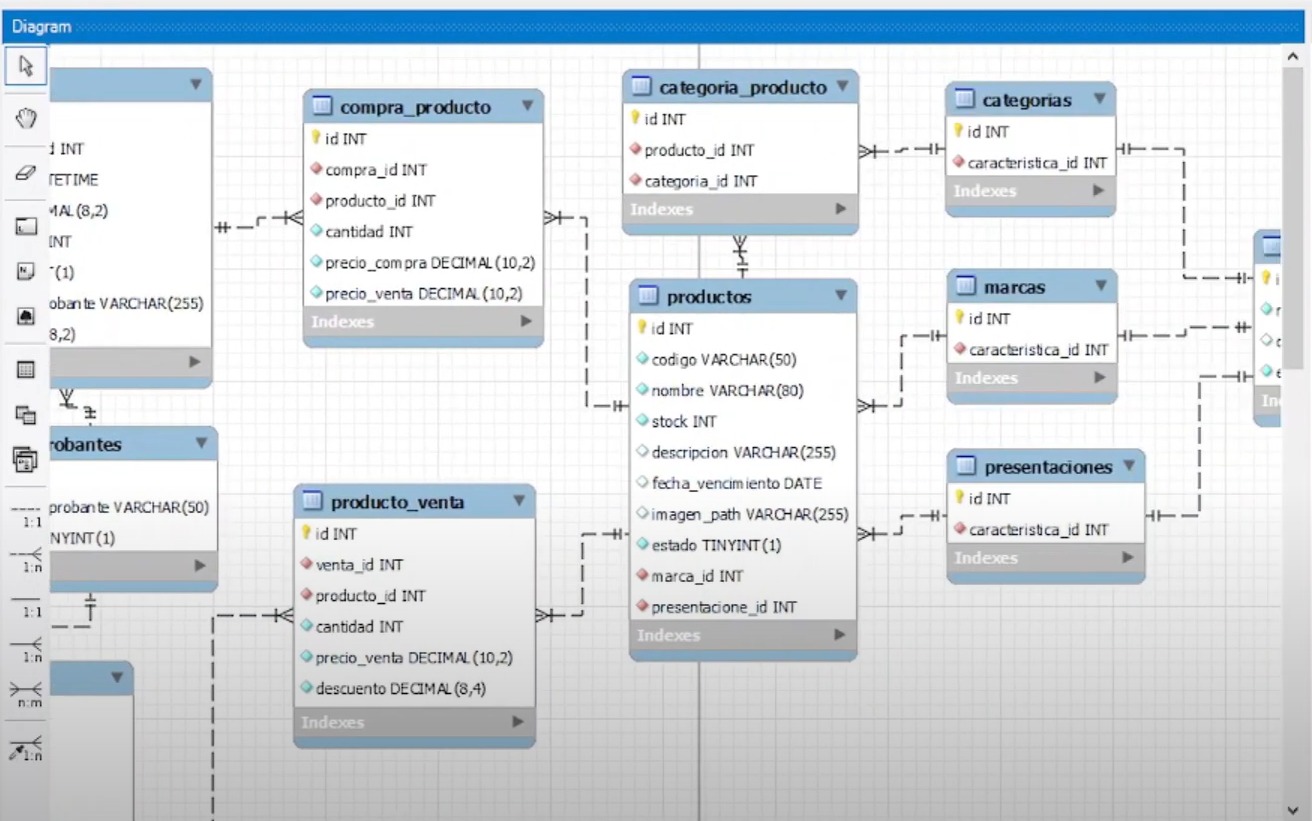 Diagram
INT
TETIME
MAL(8,2)
INT
(1)
obante VARCHAR(255)
8,2)
robantes
probante VARCHAR(50)
NYINT(1)
1:1
1:n
1:1
1:n
n:m
1:n
compra_producto
id INT
compra_id INT
producto_id INT
cantidad INT
precio_compra DECIMAL(10,2)
precio_venta DECIMAL(10,2)
Indexes
producto_venta
id INT
venta_id INT
producto_id INT
cantidad INT
precio_venta DECIMAL(10,2)
descuento DECIMAL(8,4)
Indexes
categoria_producto
id INT
producto_id INT
categoria_id INT
Indexes
productos
id INT
codigo VARCHAR(50)
nombre VARCHAR(80)
stock INT
descripcion VARCHAR(255)
fecha_vencimiento DATE
imagen_path VARCHAR(255)
estado TINYINT(1)
marca_id INT
presentacione_id INT
Indexes
categorias
id INT
caracteristica_id INT
Indexes
marcas
id INT
caracteristica_id INT
Indexes
presentaciones
id INT
caracteristica_id INT
Indexes
In